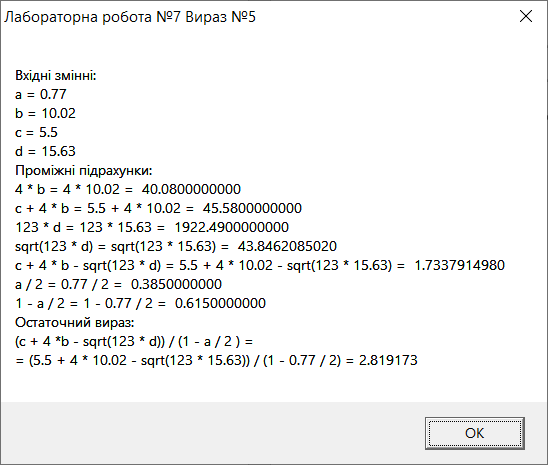 Лабораторна робота №7 Вираз №5
Вхідні змінні:
a = 0.77
b = 10.02
c = 5.5
d = 15.63
Проміжні підрахунки:
4 * b = 4 * 10.02 =  40.0800000000
c + 4 * b = 5.5 + 4 * 10.02 =  45.5800000000
123 * d = 123 * 15.63 =  1922.4900000000
sqrt(123 * d) = sqrt(123 * 15.63) =  43.8462085020
c + 4 * b - sqrt(123 * d) = 5.5 + 4 * 10.02 - sqrt(123 * 15.63) =  1.7337914980
a / 2 = 0.77 / 2 =  0.3850000000
1 - a / 2 = 1 - 0.77 / 2 =  0.6150000000
Остаточний вираз:
(c + 4 *b - sqrt(123 * d)) / (1 - a / 2 ) =
= (5.5 + 4 * 10.02 - sqrt(123 * 15.63)) / (1 - 0.77 / 2) = 2.819173
OK